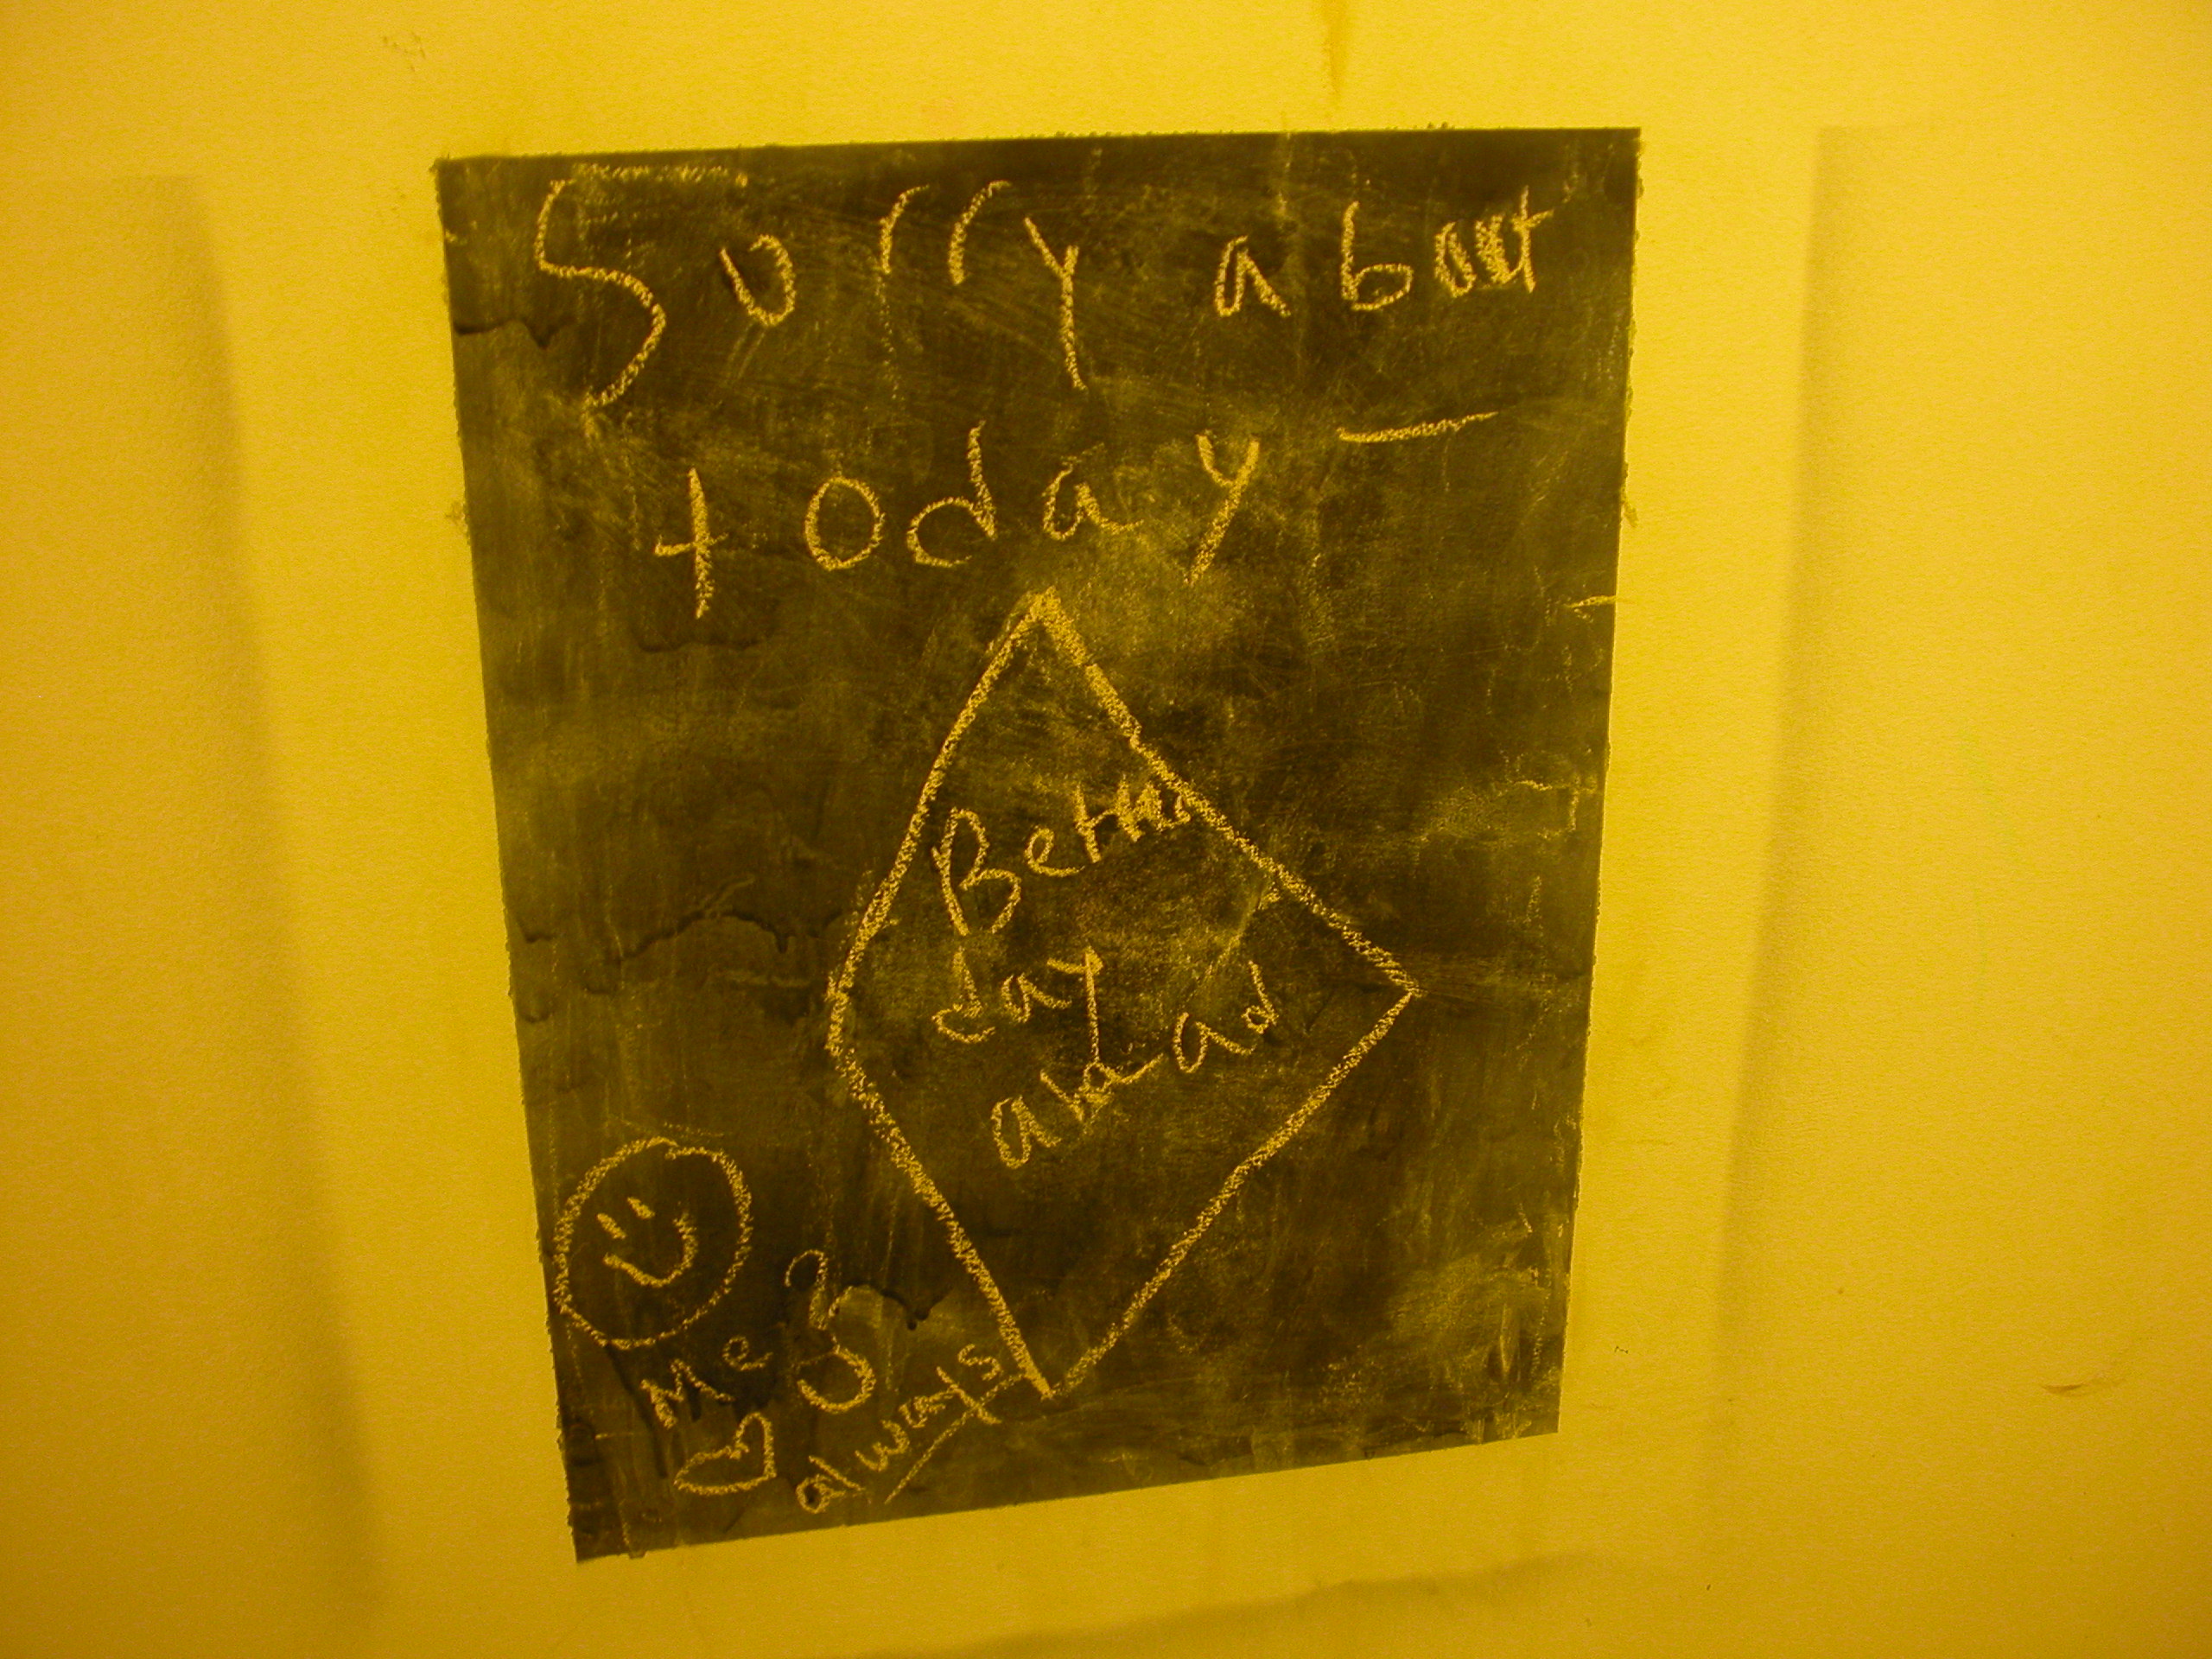 Sorry about
today —
Better
day
ahead
Me
always